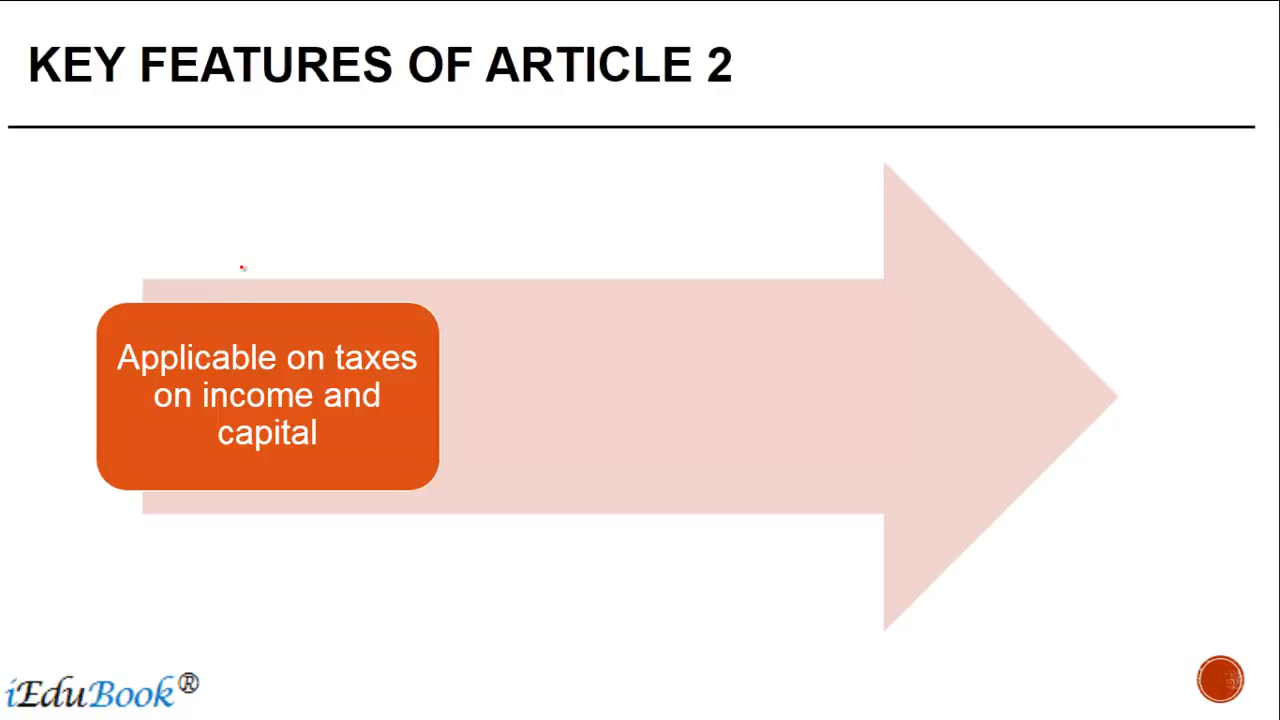 KEY FEATURES OF ARTICLE 2
Applicable on taxes
on income and
capital
iEduBook®